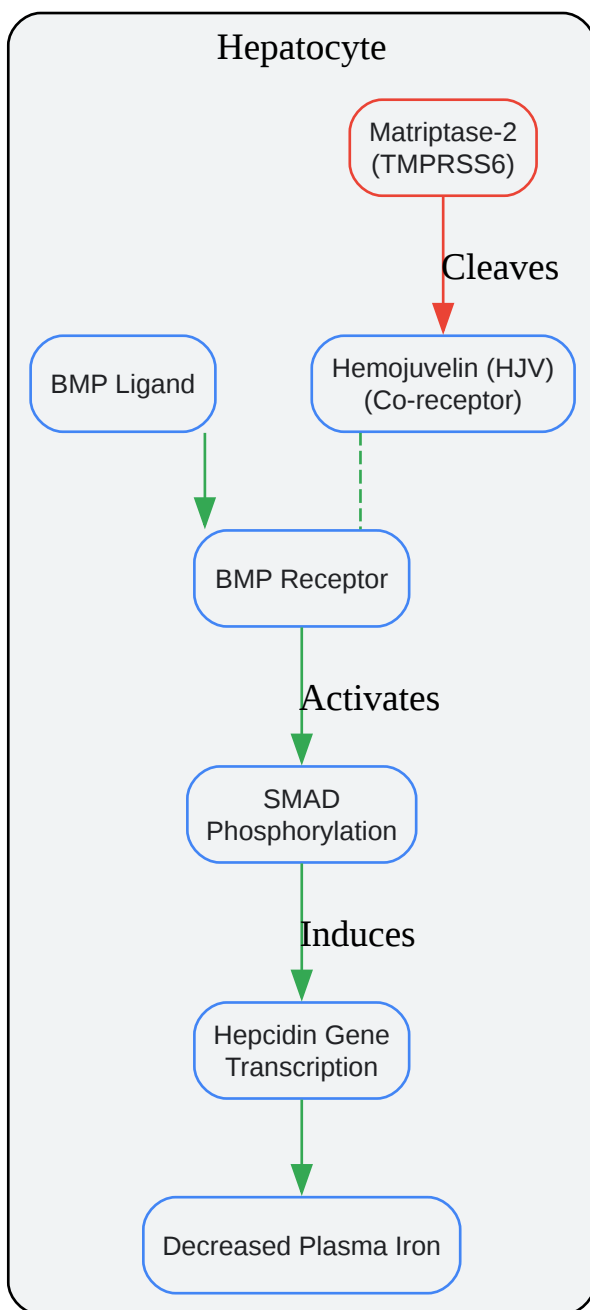 Hepatocyte
Matriptase-2
(TMPRSS6)
Cleaves
BMP Ligand
Hemojuvelin (HJV)
(Co-receptor)
BMP Receptor
Activates
SMAD
Phosphorylation
Induces
Hepcidin Gene
Transcription
Decreased Plasma Iron